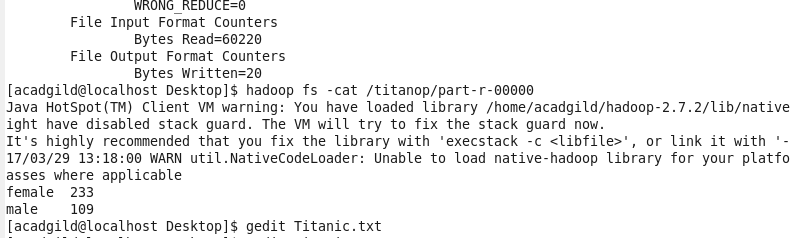 WRONG_REDUCE=0
File Input Format Counters
Bytes Read=60220
File Output Format Counters
Bytes Written=20
[acadgild@localhost Desktop]$ hadoop fs -cat /titanop/part-r-00000
Java HotSpot(TM) Client VM warning: You have loaded library /home/acadgild/hadoop-2.7.2/lib/native
ight have disabled stack guard. The VM will try to fix the stack guard now.
It's highly recommended that you fix the library with 'execstack -c <libfile>', or link it with '-
17/03/29 13:18:00 WARN util.NativeCodeLoader: Unable to load native-hadoop library for your platfo
asses where applicable
female 233
male 109
[acadgild@localhost Desktop]$ gedit Titanic.txt